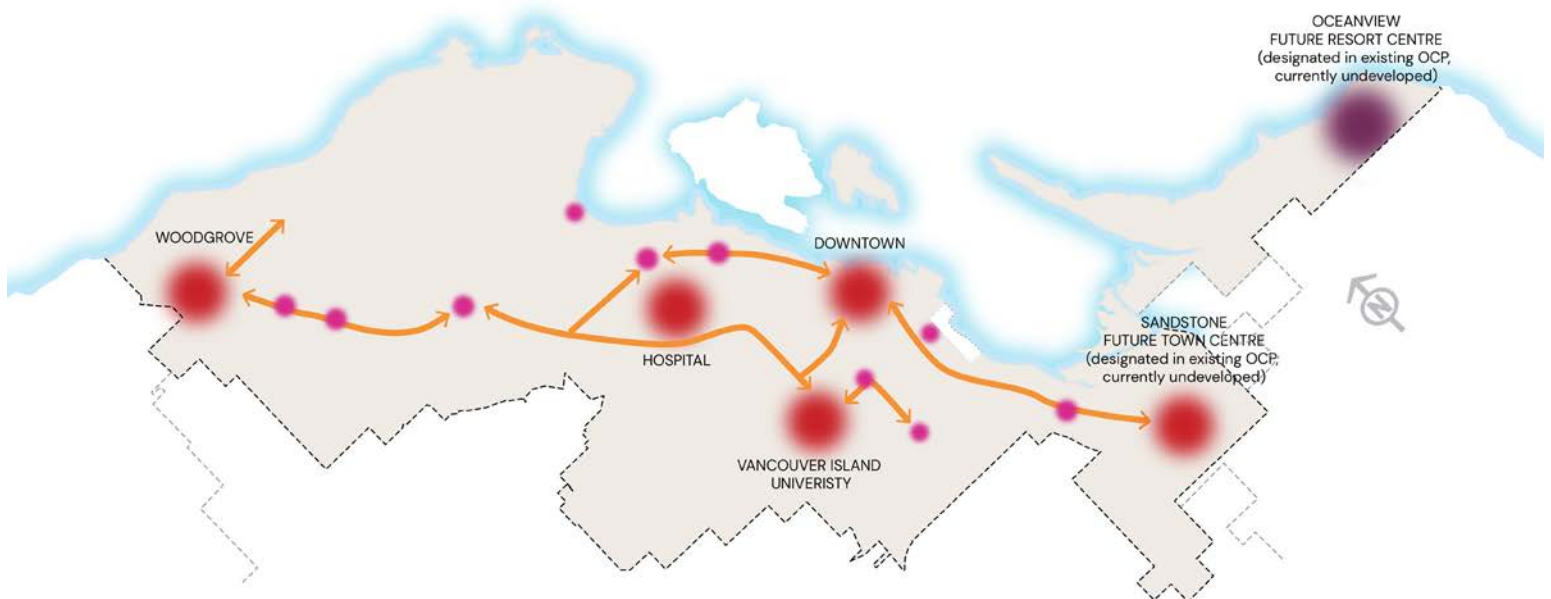 OCEANVIEW
FUTURE RESORT CENTRE
(designated in existing OCP,
currently undeveloped)
WOODGROVE
DOWNTOWN
N
SANDSTONE
FUTURE TOWN CENTRE
(designated in existing OCP,
currently undeveloped)
HOSPITAL
VANCOUVER ISLAND
UNIVERISTY